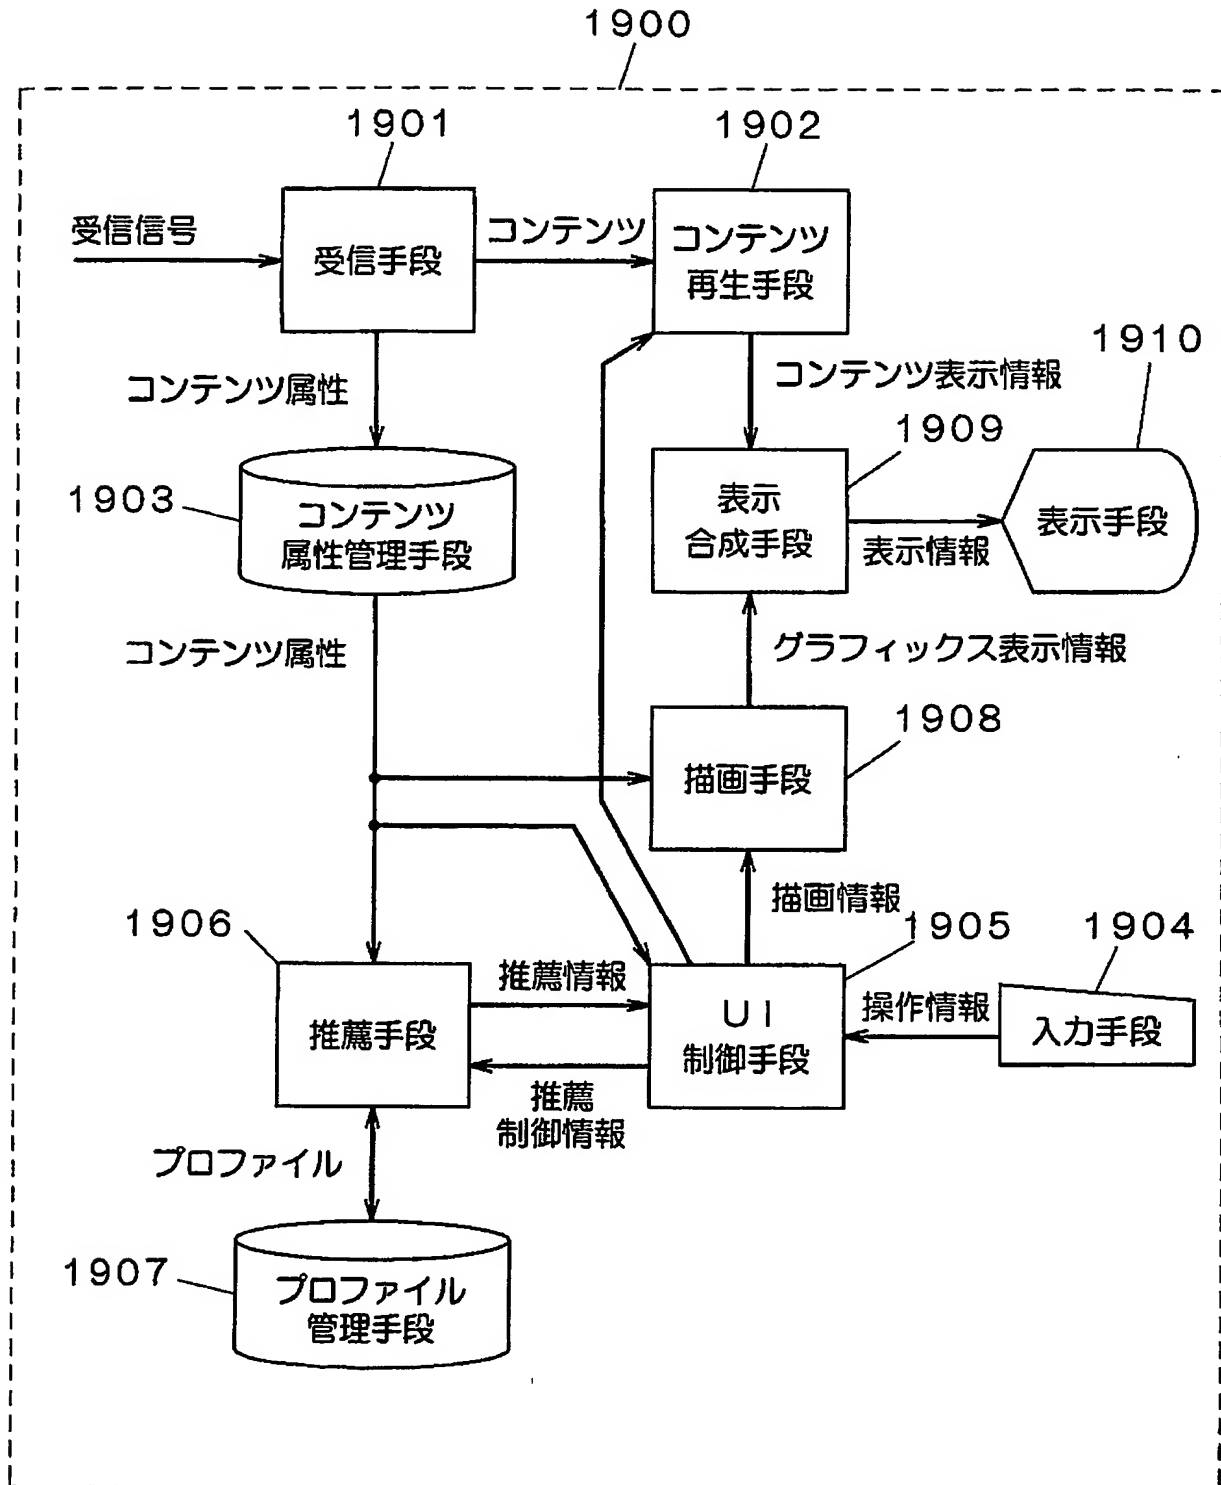 1900
1901
1902
受信信号
受信手段
コンテンツ
コンテンツ
再生手段
コンテンツ属性
コンテンツ表示情報
1910
1909
1903
コンテンツ
属性管理手段
表示
合成手段
表示情報
表示手段
コンテンツ属性
グラフィックス表示情報
1908
描画手段
描画情報
1906
1905
1904
推薦情報
推薦手段
UI
制御手段
操作情報
入力手段
推薦
制御情報
プロファイル
1907
プロファイル
管理手段